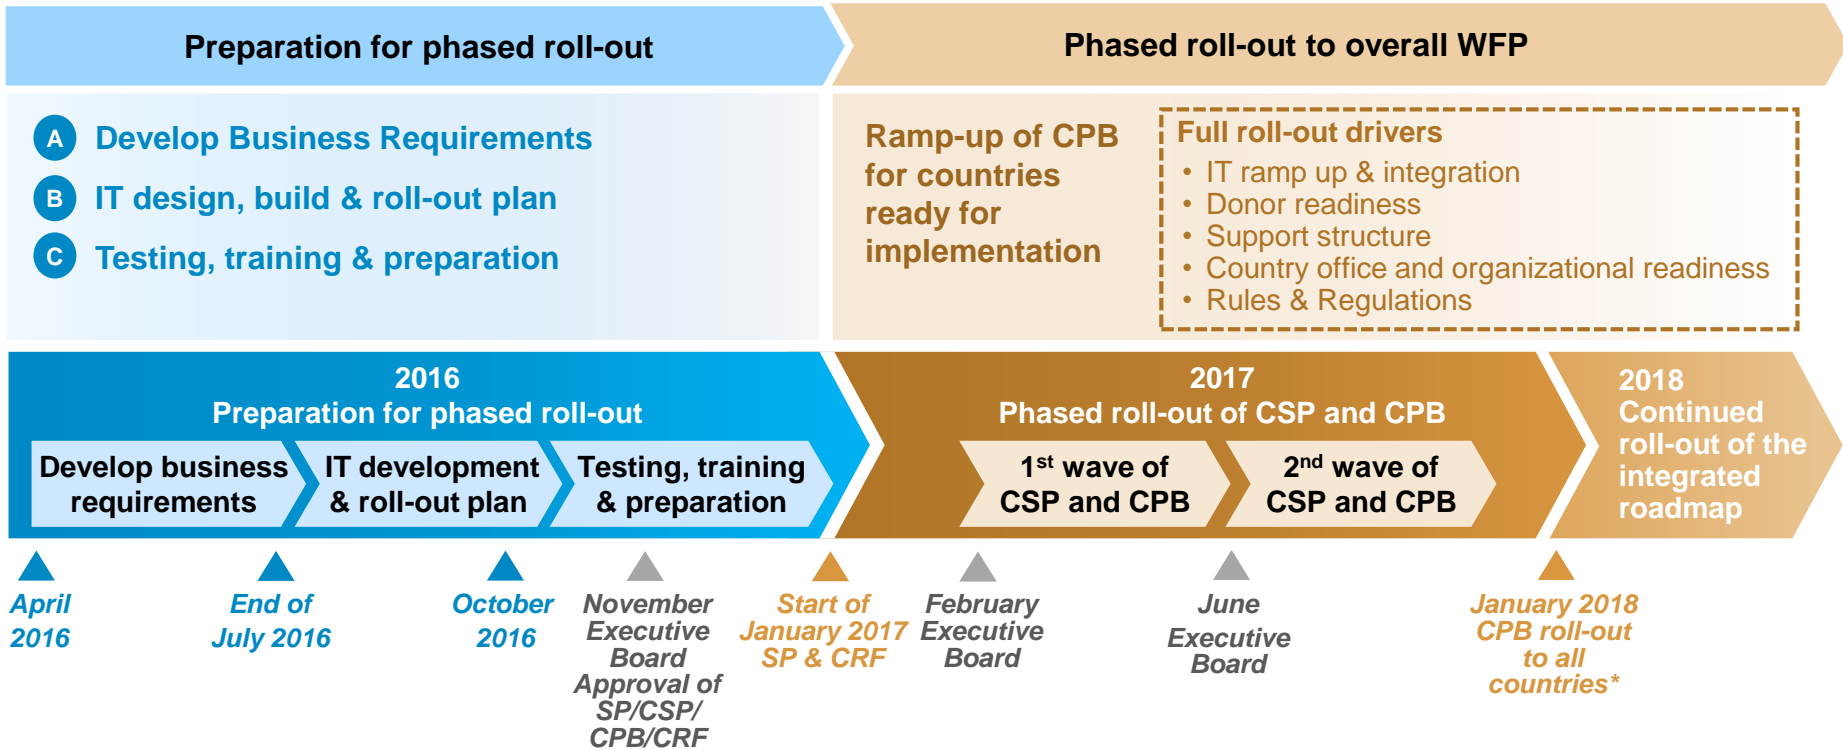 Preparation for phased roll-out
Phased roll-out to overall WFP
A Develop Business Requirements
B IT design, build & roll-out plan
C Testing, training & preparation
Ramp-up of CPB
for countries
ready for
implementation
Full roll-out drivers
• IT ramp up & integration
• Donor readiness
• Support structure
• Country office and organizational readiness
• Rules & Regulations
2016
Preparation for phased roll-out
Develop business
requirements
IT development
& roll-out plan
Testing, training
& preparation
2017
Phased roll-out of CSP and CPB
1st wave of
CSP and CPB
2nd wave of
CSP and CPB
2018
Continued
roll-out of the
integrated
roadmap
April
2016
End of
July 2016
October
2016
November
Executive
Board
Approval of
SP/CSP/
CPB/CRF
Start of
January 2017
SP & CRF
February
Executive
Board
June
Executive
Board
January 2018
CPB roll-out
to all
countries*